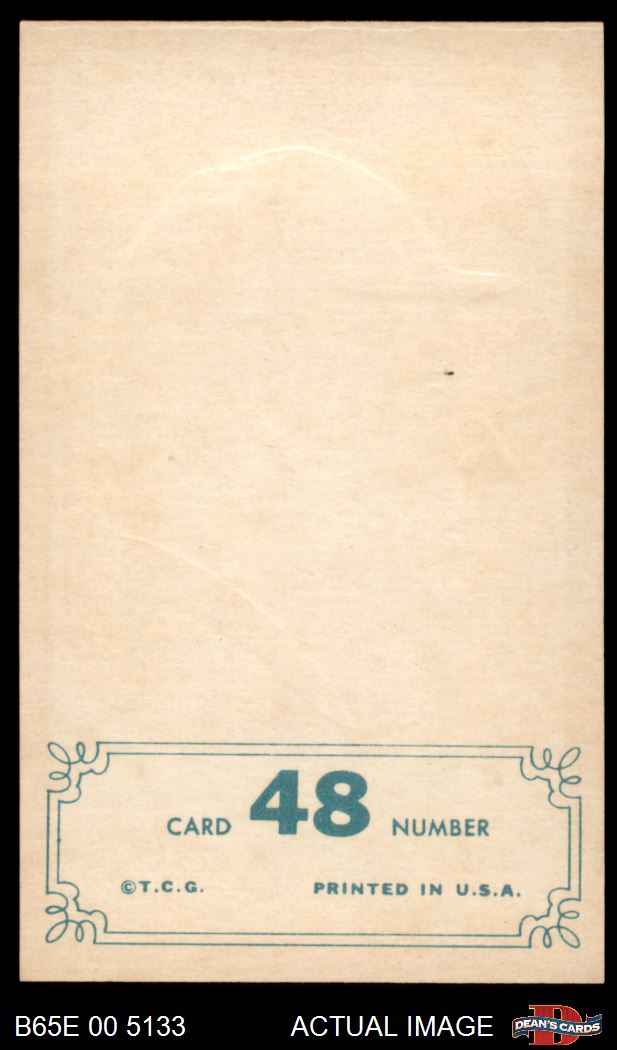 CARD 48 NUMBER
©T.C.G. PRINTED IN U.S.A.
B65E 00 5133 ACTUAL IMAGE DEAN'S CARDS